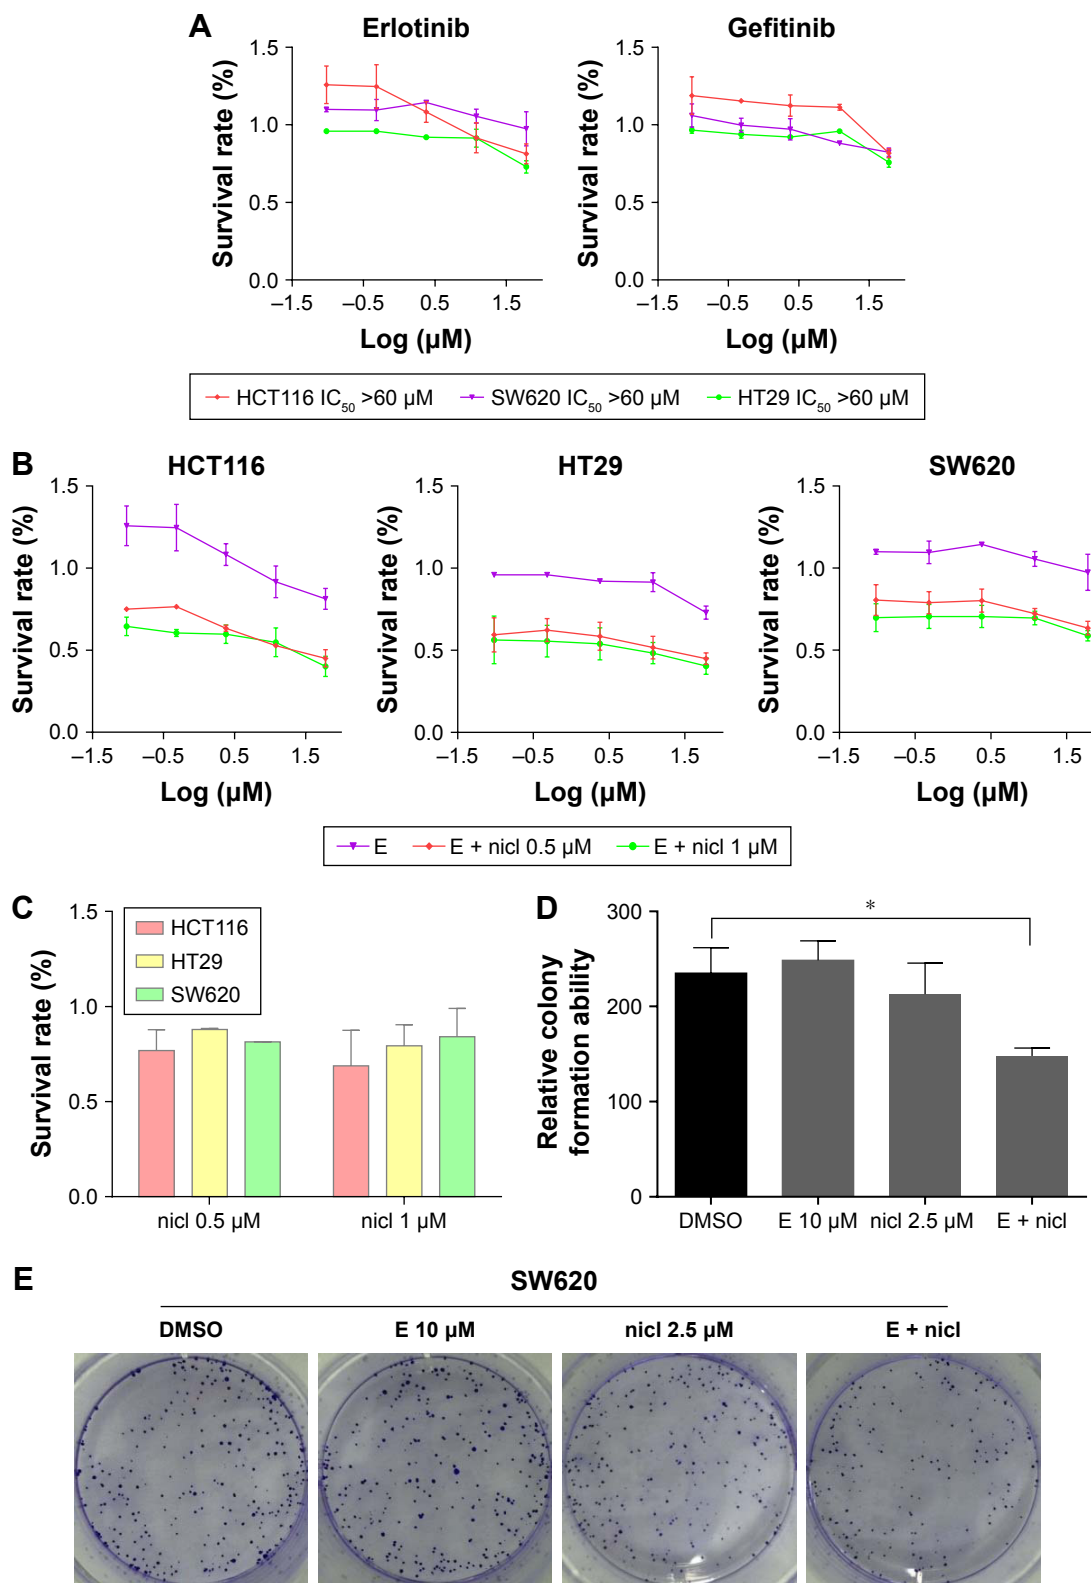 A
Erlotinib
Gefitinib
Survival rate (%)
1.5
1.0
0.5
0.0
–1.5 –0.5 0.5 1.5
Log (µM)
Survival rate (%)
1.5
1.0
0.5
0.0
–1.5 –0.5 0.5 1.5
Log (µM)
HCT116 IC50 >60 µM SW620 IC50 >60 µM HT29 IC50 >60 µM
B
HCT116
HT29
SW620
Survival rate (%)
1.5
1.0
0.5
0.0
–1.5 –0.5 0.5 1.5
Log (µM)
Survival rate (%)
1.5
1.0
0.5
0.0
–1.5 –0.5 0.5 1.5
Log (µM)
Survival rate (%)
1.5
1.0
0.5
0.0
–1.5 –0.5 0.5 1.5
Log (µM)
E E + nicl 0.5 µM E + nicl 1 µM
C
Survival rate (%)
1.5
1.0
0.5
0.0
HCT116
HT29
SW620
nicl 0.5 µM nicl 1 µM
D
Relative colony
formation ability
300
200
100
0
*
DMSO E 10 µM nicl 2.5 µM E + nicl
E
SW620
DMSO E 10 µM nicl 2.5 µM E + nicl